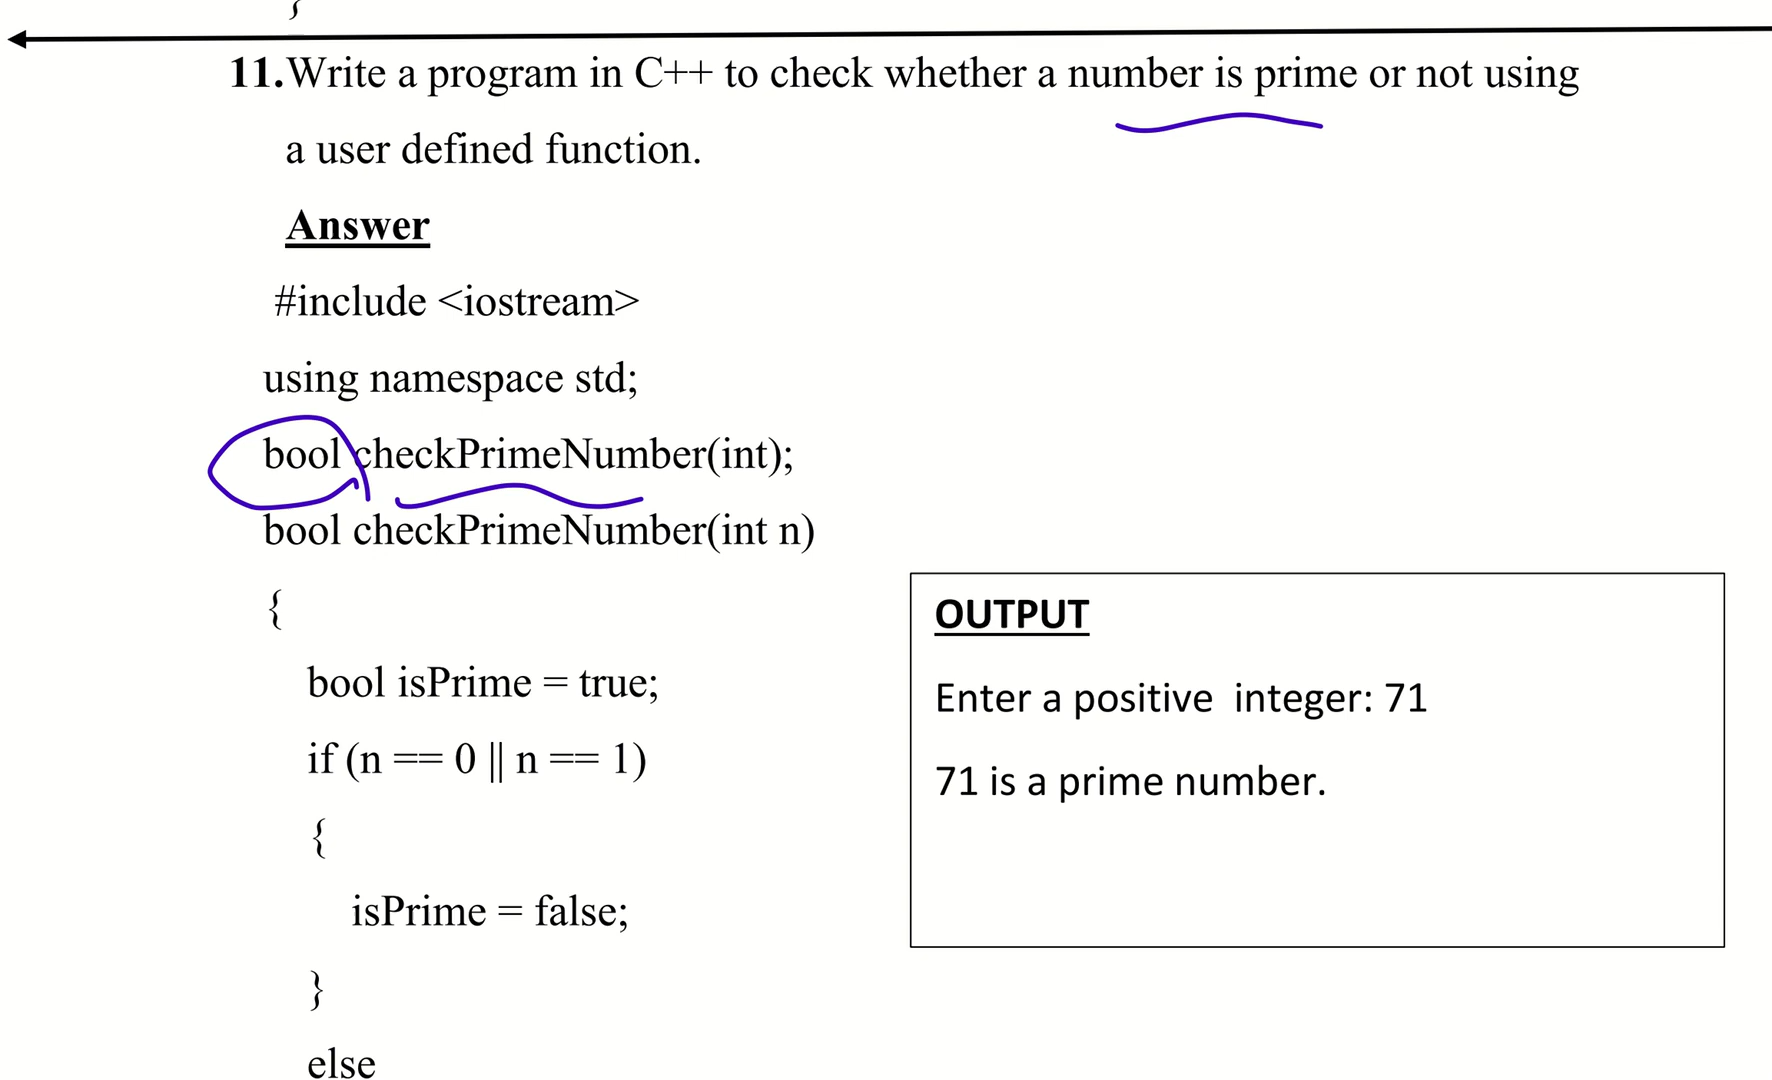 }
11.Write a program in C++ to check whether a number is prime or not using
a user defined function.
Answer
#include <iostream>
using namespace std;
bool checkPrimeNumber(int);
bool checkPrimeNumber(int n)
{
bool isPrime = true;
if (n == 0 || n == 1)
{
isPrime = false;
}
else
OUTPUT
Enter a positive  integer: 71
71 is a prime number.